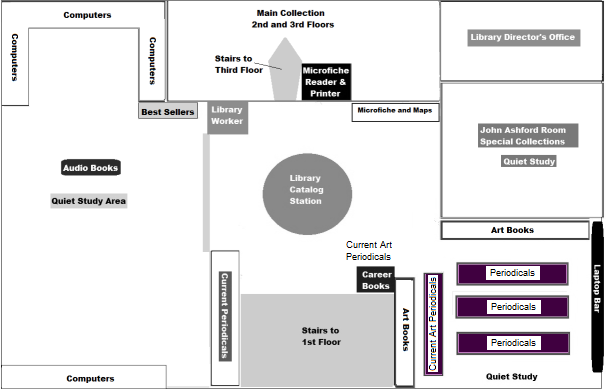 Computers
Computers
Computers
Main Collection
2nd and 3rd Floors
Stairs to
Third Floor
Microfiche
Reader &
Printer
Library Director's Office
Best Sellers
Library
Worker
Microfiche and Maps
John Ashford Room
Special Collections
Quiet Study
Audio Books
Quiet Study Area
Library
Catalog
Station
Art Books
Current Art
Periodicals
Career
Books
Current Periodicals
Stairs to
1st Floor
Art Books
Current Art Periodicals
Periodicals
Periodicals
Periodicals
Laptop Bar
Quiet Study
Computers